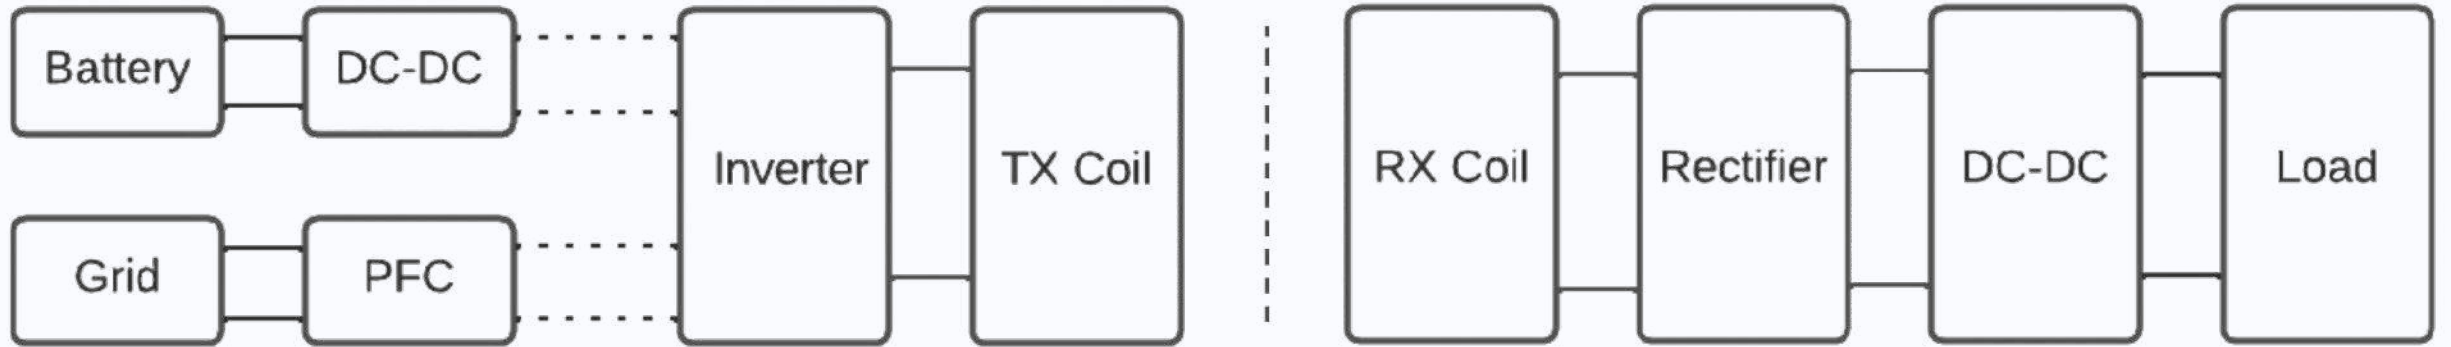 Battery
DC-DC
Grid
PFC
Inverter
TX Coil
RX Coil
Rectifier
DC-DC
Load